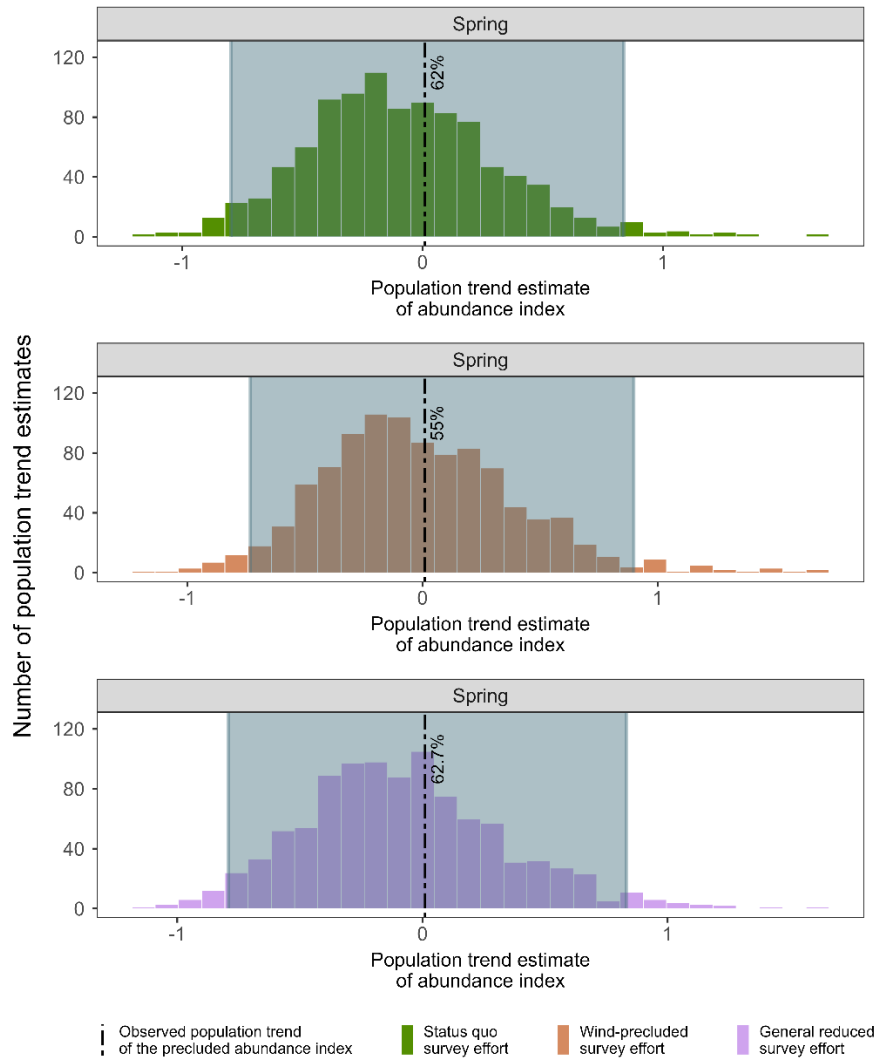 Spring
120
80
40
0
62%
-1 0 1
Population trend estimate
of abundance index
Number of population trend estimates
Spring
120
80
40
0
55%
-1 0 1
Population trend estimate
of abundance index
Spring
120
80
40
0
62.7%
-1 0 1
Population trend estimate
of abundance index
Observed population trend
of the precluded abundance index
Status quo
survey effort
Wind-precluded
survey effort
General reduced
survey effort